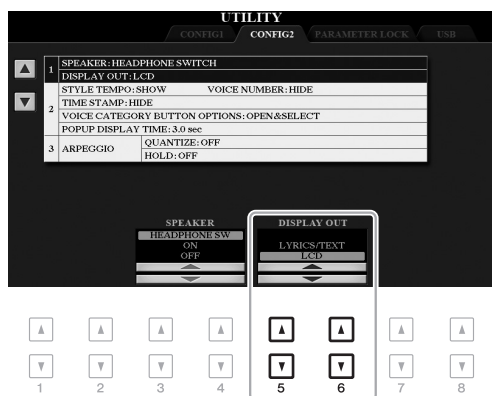 UTILITY
CONFIG1 CONFIG2 PARAMETER LOCK USB
1 SPEAKER: HEADPHONE SWITCH
DISPLAY OUT: LCD
2 STYLE TEMPO: SHOW VOICE NUMBER: HIDE
TIME STAMP: HIDE
VOICE CATEGORY BUTTON OPTIONS: OPEN&SELECT
POPUP DISPLAY TIME: 3.0 sec
3 ARPEGGIO QUANTIZE: OFF
HOLD: OFF
SPEAKER DISPLAY OUT
HEADPHONE SW
ON LYRICS/TEXT
OFF LCD
1 2 3 4 5 6 7 8